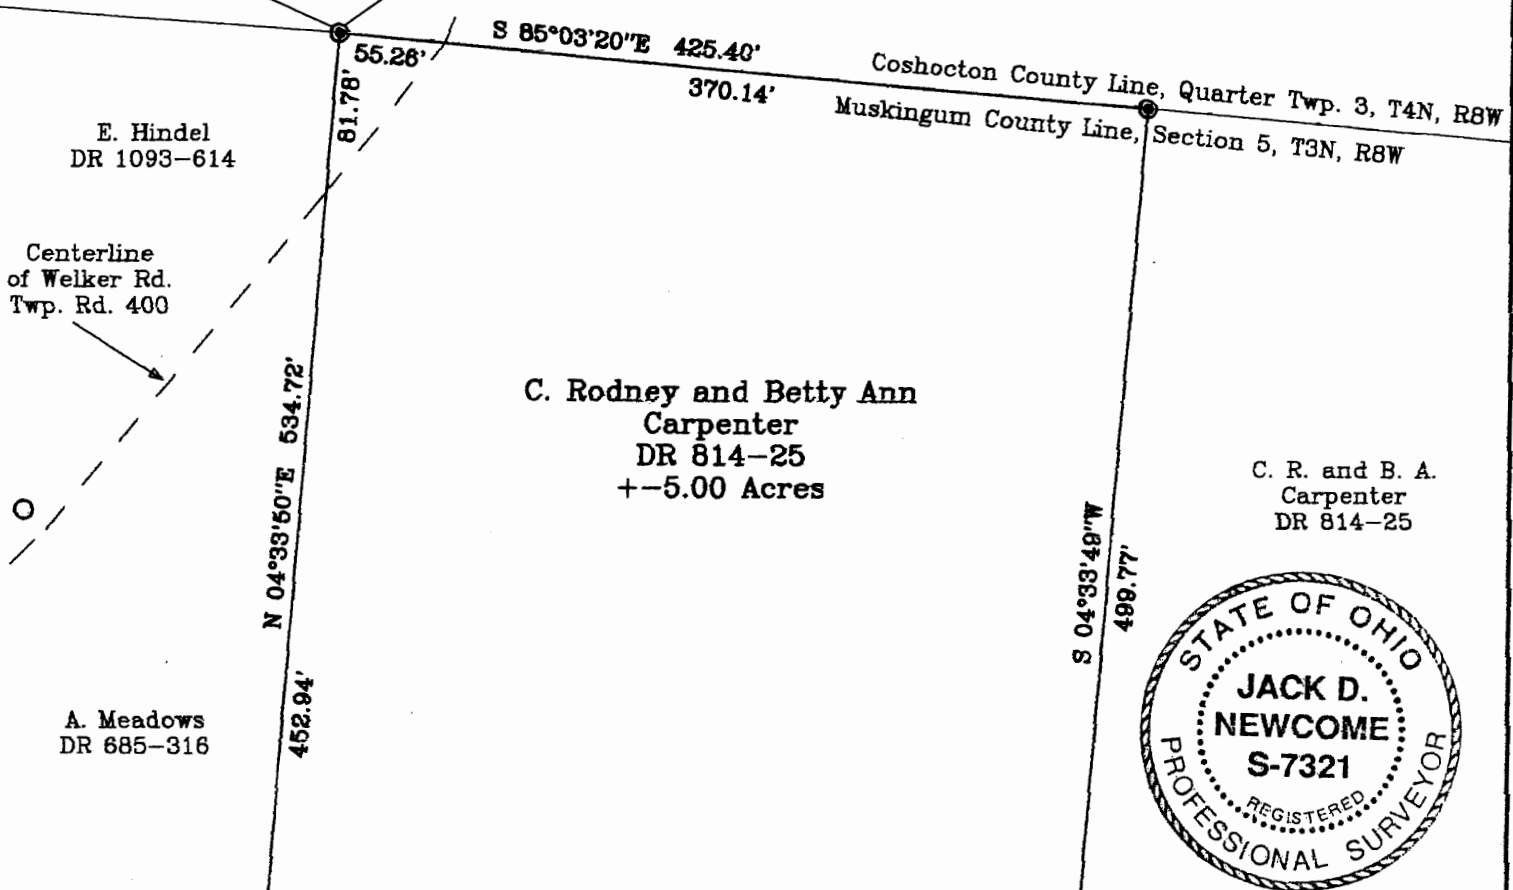 S 85°03'20"E 425.40'
55.26'
370.14'
Coshocton County Line, Quarter Twp. 3, T4N, R8W
Muskingum County Line, Section 5, T3N, R8W
81.78'
E. Hindel
DR 1093-614
Centerline
of Welker Rd.
Twp. Rd. 400
N 04°33'50"E 534.72'
452.94'
C. Rodney and Betty Ann
Carpenter
DR 814-25
+-5.00 Acres
S 04°33'49"W
499.77'
C. R. and B. A.
Carpenter
DR 814-25
A. Meadows
DR 685-316
STATE OF OHIO
JACK D.
NEWCOME
S-7321
REGISTERED
PROFESSIONAL SURVEYOR